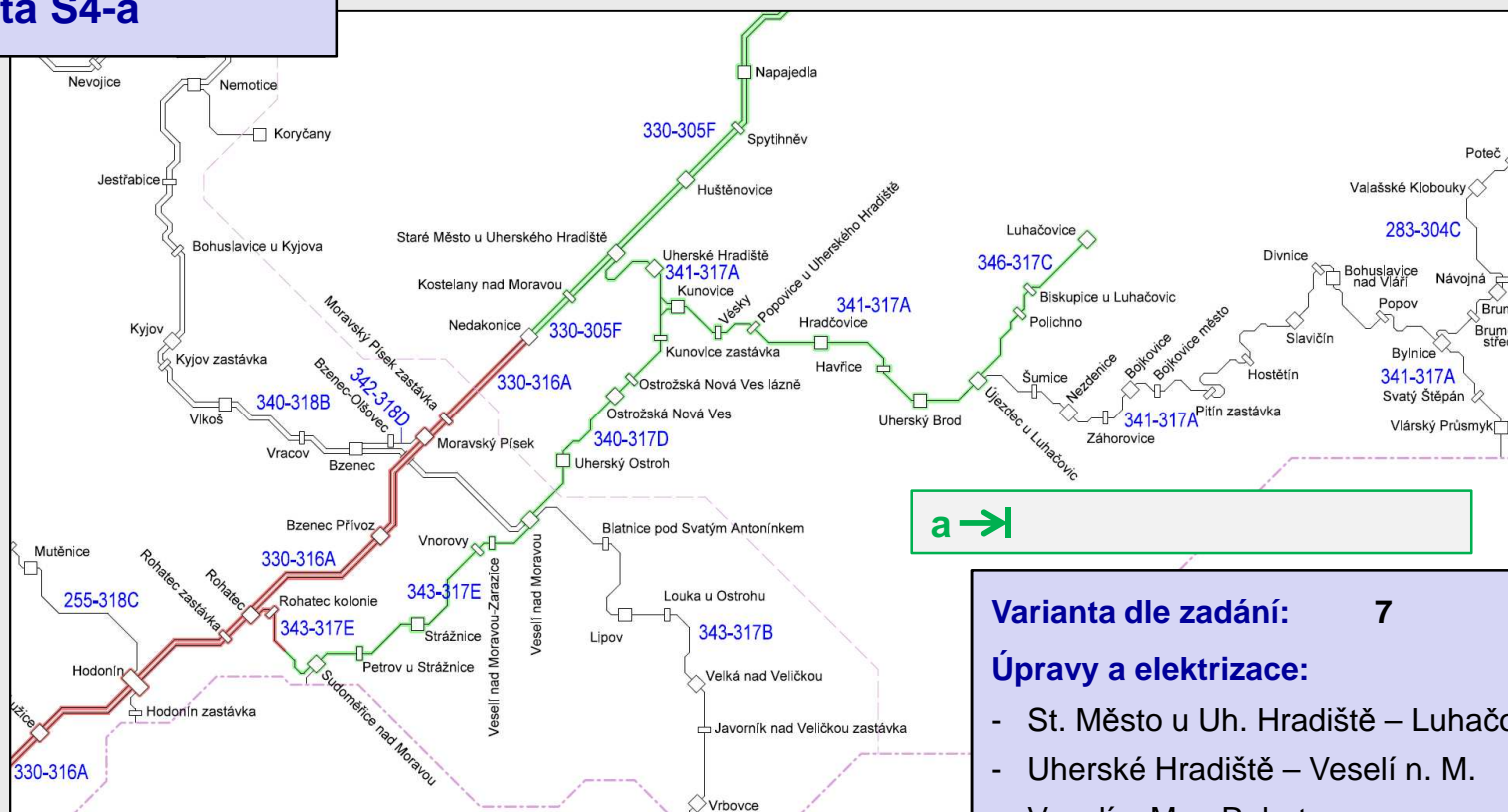 ta S4-a
Nevojice
Nemotice
Koryčany
Jestřabice
Bohuslavice u Kyjova
Kyjov
Kyjov zastávka
Vlkoš
340-318B
Vracov
Bzenec
Bzenec-Olšovec
342-318D
Moravský Písek zastávka
Moravský Písek
Napajedla
330-305F
Spytihněv
Huštěnovice
Staré Město u Uherského Hradiště
Kostelany nad Moravou
Nedakonice
330-305F
330-316A
Uherské Hradiště
341-317A
Kunovice
Vésky
Popovice u Uherského Hradiště
Kunovice zastávka
Hradčovice
341-317A
Havřice
Uherský Brod
Ostrožská Nová Ves lázně
Ostrožská Nová Ves
340-317D
Uherský Ostroh
Luhačovice
346-317C
Biskupice u Luhačovic
Polichno
Újezdec u Luhačovic
Šumice
Nezdenice
Záhorovice
Bojkovice
Bojkovice město
341-317A
Pitín zastávka
Hostětín
Slavičín
Divnice
Bohuslavice
nad Vláří
Popov
Poteč
Valašské Klobouky
283-304C
Návojná
Bylnice
341-317A
Svatý Štěpán
Vlárský Průsmyk
Bzenec Přívoz
330-316A
Mutěnice
255-318C
Rohatec zastávka
Rohatec
Rohatec kolonie
343-317E
Hodonín
Hodonín zastávka
330-316A
Sudoměřice nad Moravou
Petrov u Strážnice
Strážnice
343-317E
Vnorovy
Veselí nad Moravou-Zarazice
Veselí nad Moravou
Blatnice pod Svatým Antonínkem
Lipov
Louka u Ostrohu
343-317B
Velká nad Veličkou
Javorník nad Veličkou zastávka
Vrbovce
a
Varianta dle zadání: 7
Úpravy a elektrizace:
- St. Město u Uh. Hradiště – Luhačo
- Uherské Hradiště – Veselí n. M.